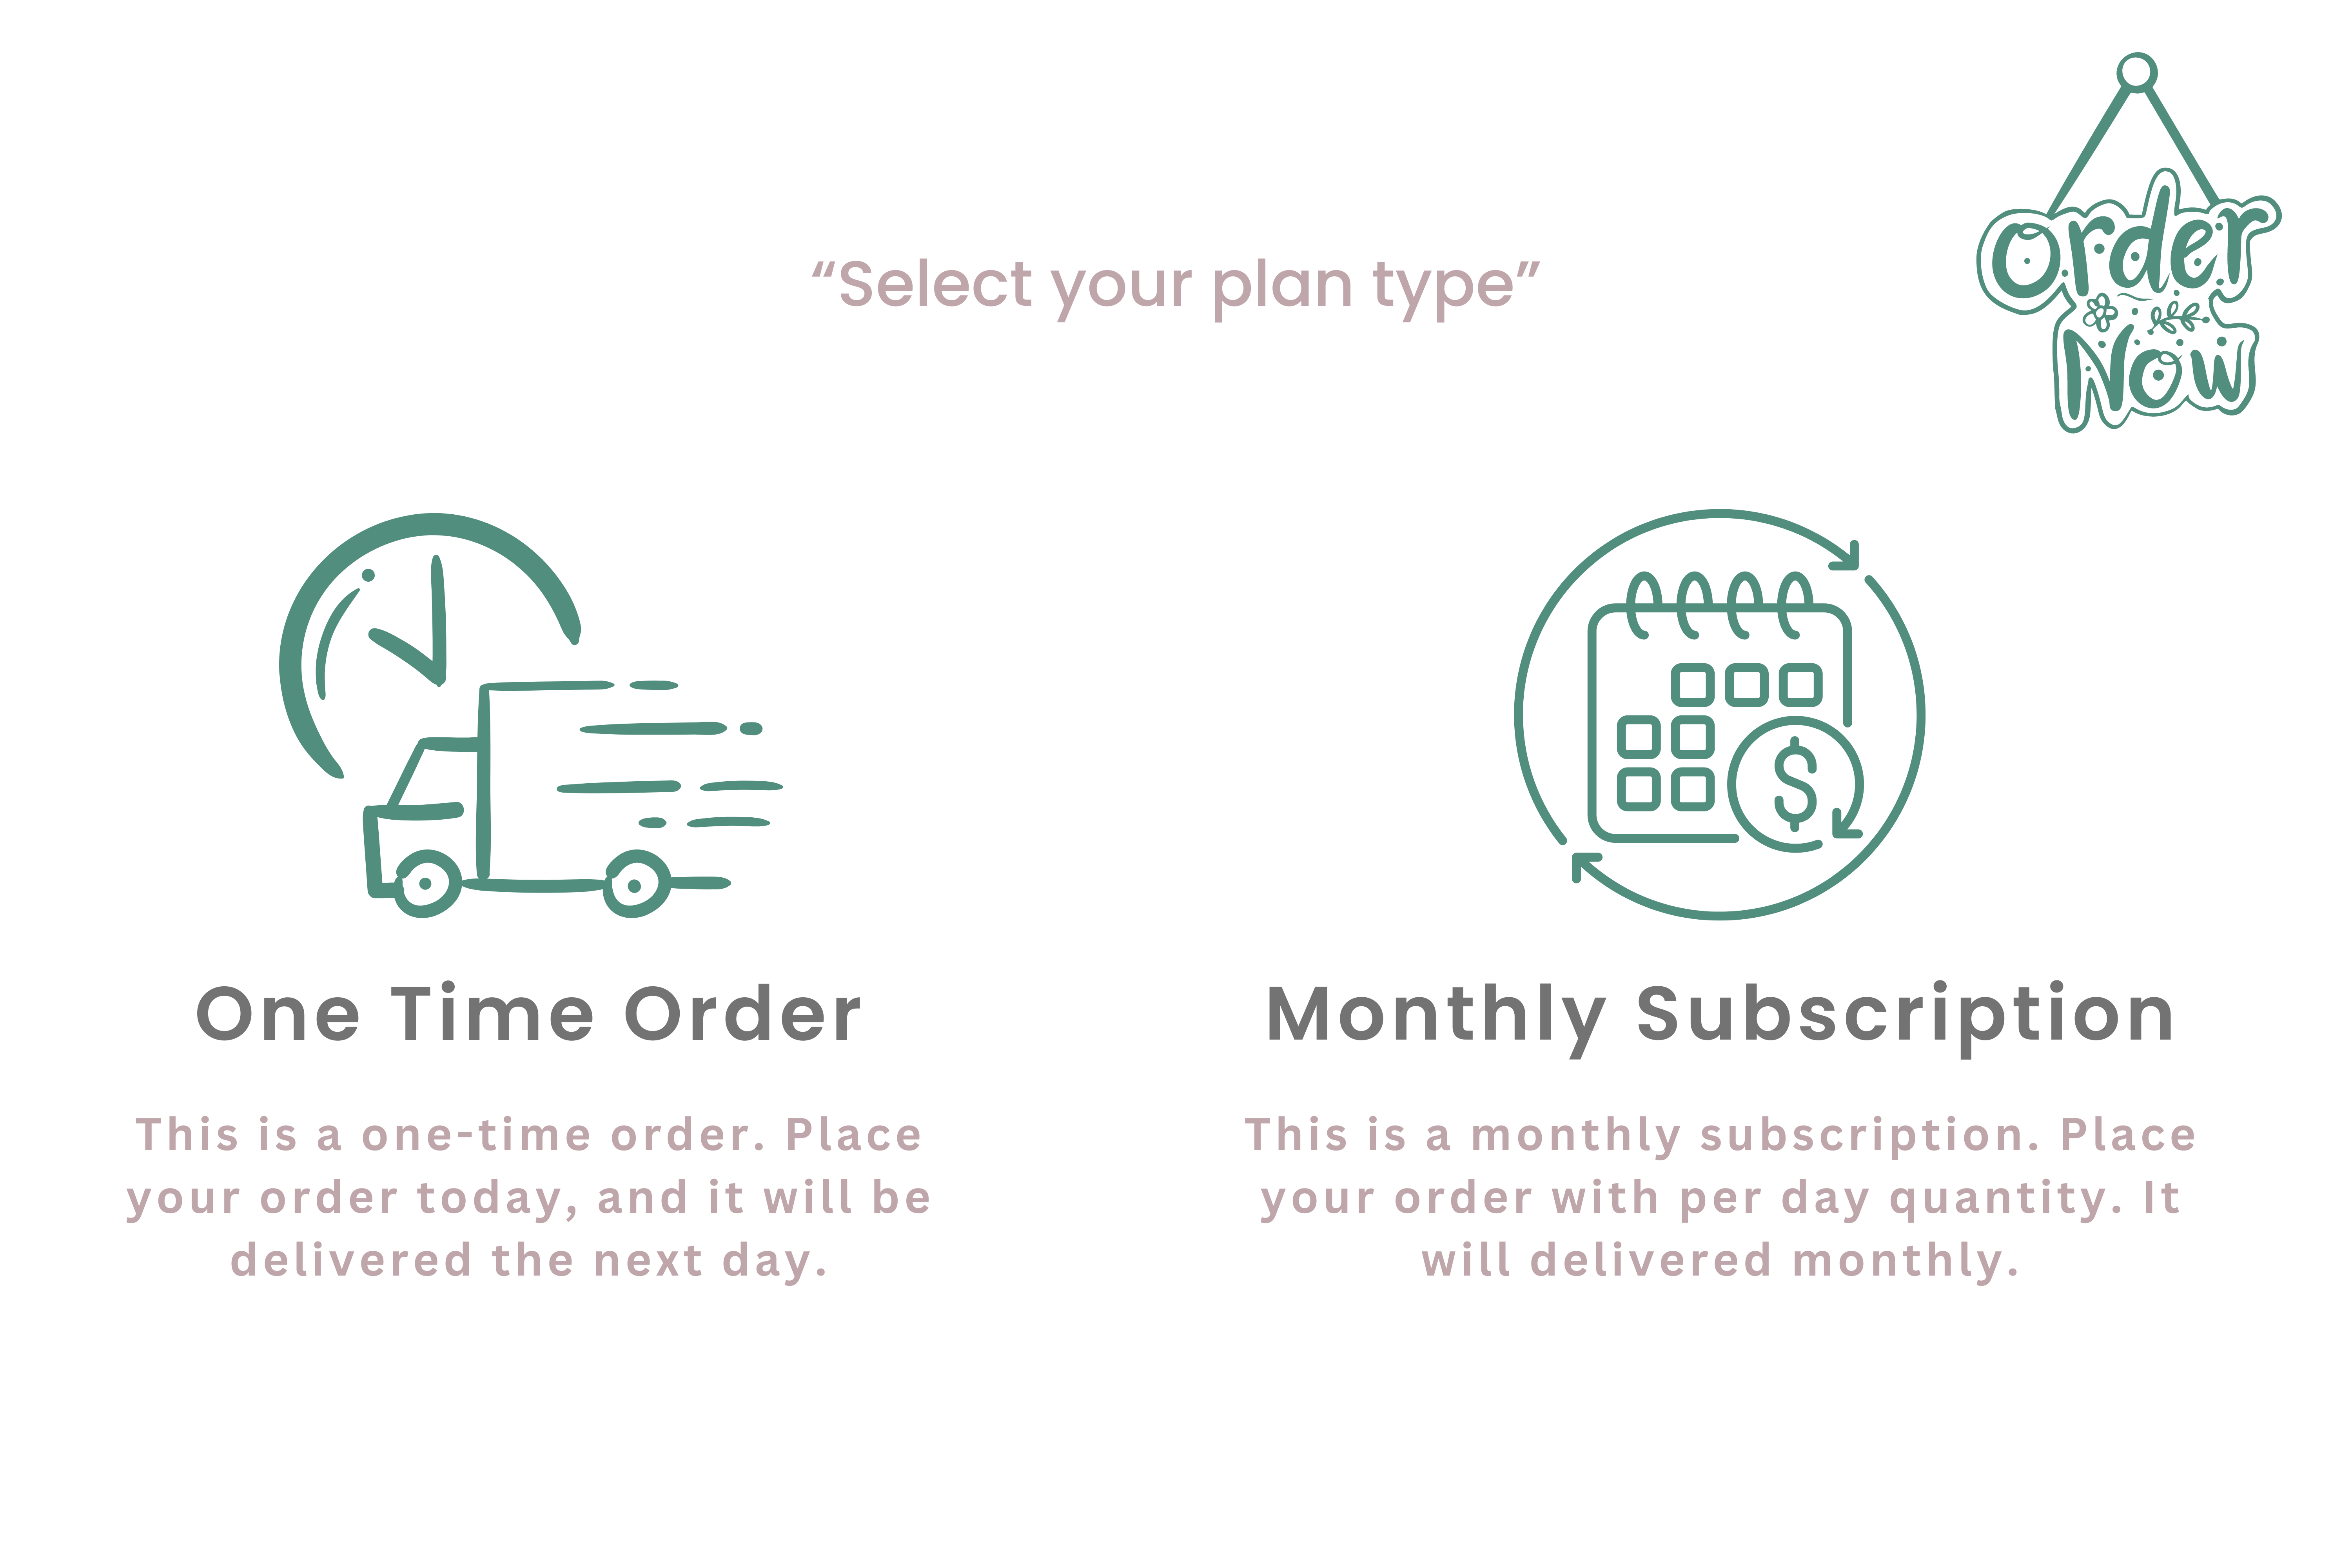 “Select your plan type”
Order
Now
One Time Order
This is a one-time order. Place
your order today, and it will be
delivered the next day.
Monthly Subscription
This is a monthly subscription. Place
your order with per day quantity. It
will delivered monthly.